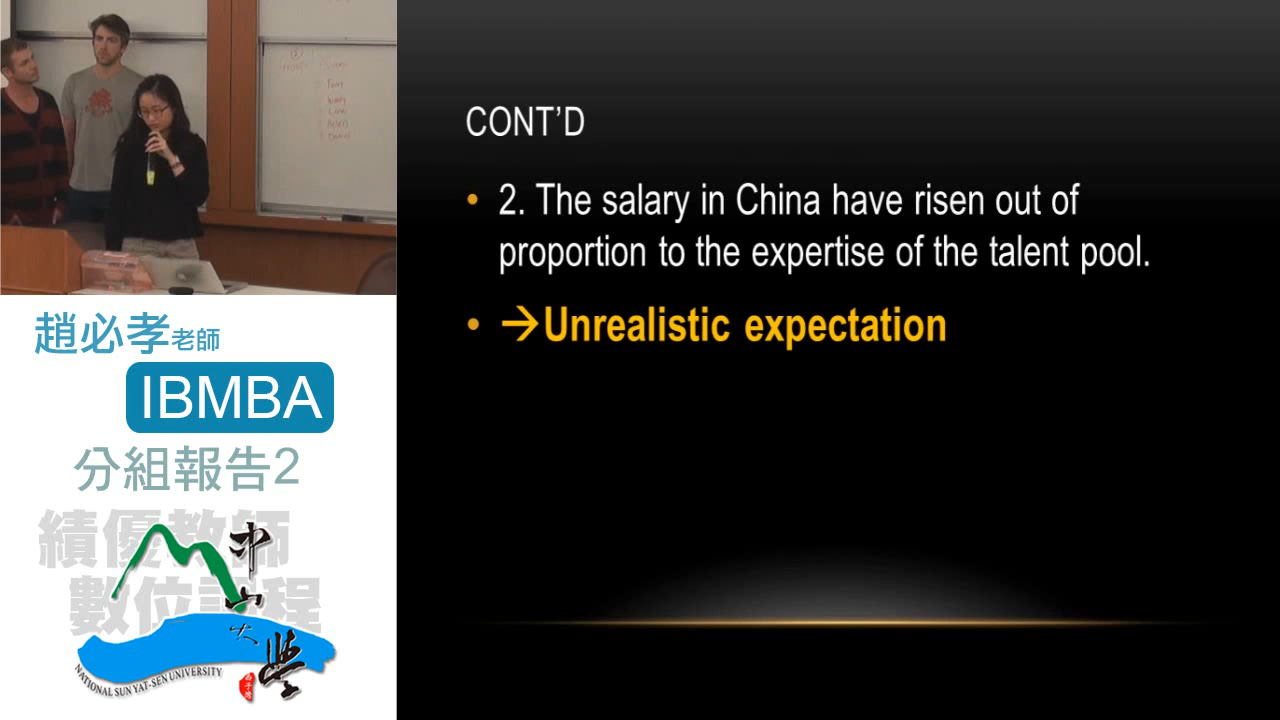 CONT'D
• 2. The salary in China have risen out of
proportion to the expertise of the talent pool.
• →Unrealistic expectation
趙必孝老師
IBMBA
分組報告2
績優教師
數位課程
中山大學
NATIONAL SUN YAT-SEN UNIVERSITY